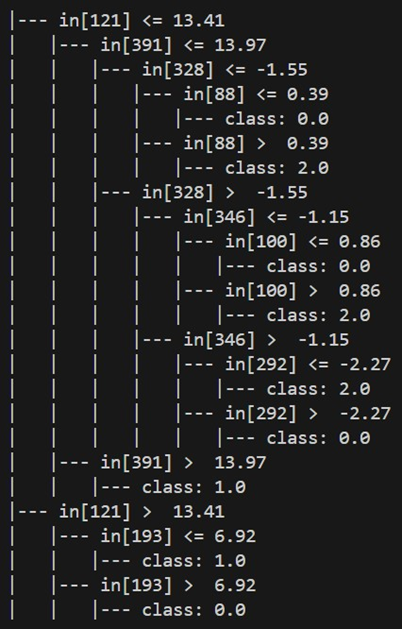 |--- in[121] <= 13.41
|   |--- in[391] <= 13.97
|   |   |--- in[328] <= -1.55
|   |   |   |--- in[88] <= 0.39
|   |   |   |   |--- class: 0.0
|   |   |   |--- in[88] >  0.39
|   |   |   |   |--- class: 2.0
|   |   |--- in[328] >  -1.55
|   |   |   |--- in[346] <= -1.15
|   |   |   |   |--- in[100] <= 0.86
|   |   |   |   |   |--- class: 0.0
|   |   |   |   |--- in[100] >  0.86
|   |   |   |   |   |--- class: 2.0
|   |   |   |--- in[346] >  -1.15
|   |   |   |   |--- in[292] <= -2.27
|   |   |   |   |   |--- class: 2.0
|   |   |   |   |--- in[292] >  -2.27
|   |   |   |   |   |--- class: 0.0
|   |--- in[391] >  13.97
|   |   |--- class: 1.0
|--- in[121] >  13.41
|   |--- in[193] <= 6.92
|   |   |--- class: 1.0
|   |--- in[193] >  6.92
|   |   |--- class: 0.0